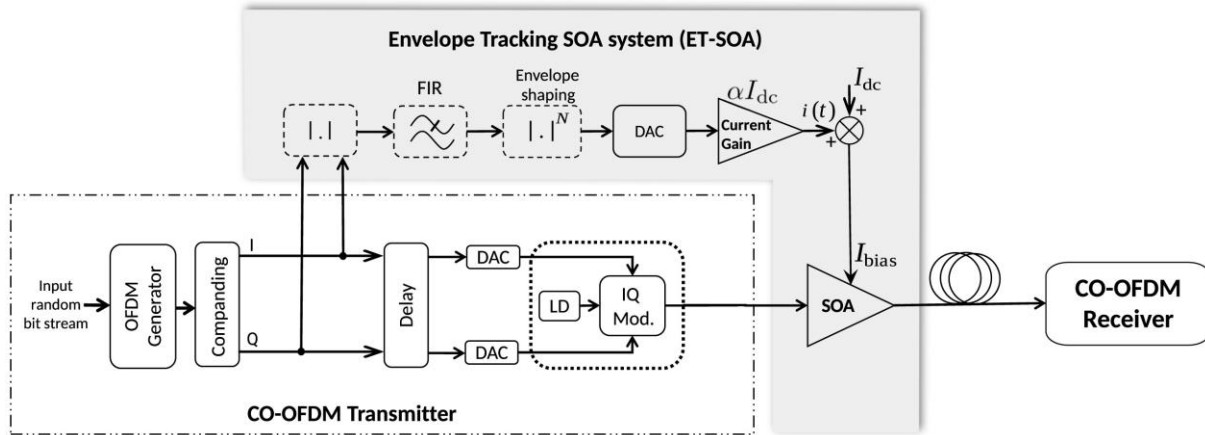 Envelope Tracking SOA system (ET-SOA)
Envelope
shaping
FIR
|.|
|.|^N
DAC
αI_dc
Current
Gain
i(t)
I_dc
+
+
I_bias
I
Q
Input
random
bit stream
OFDM
Generator
Companding
Delay
DAC
DAC
LD
IQ
Mod.
SOA
CO-OFDM
Receiver
CO-OFDM Transmitter